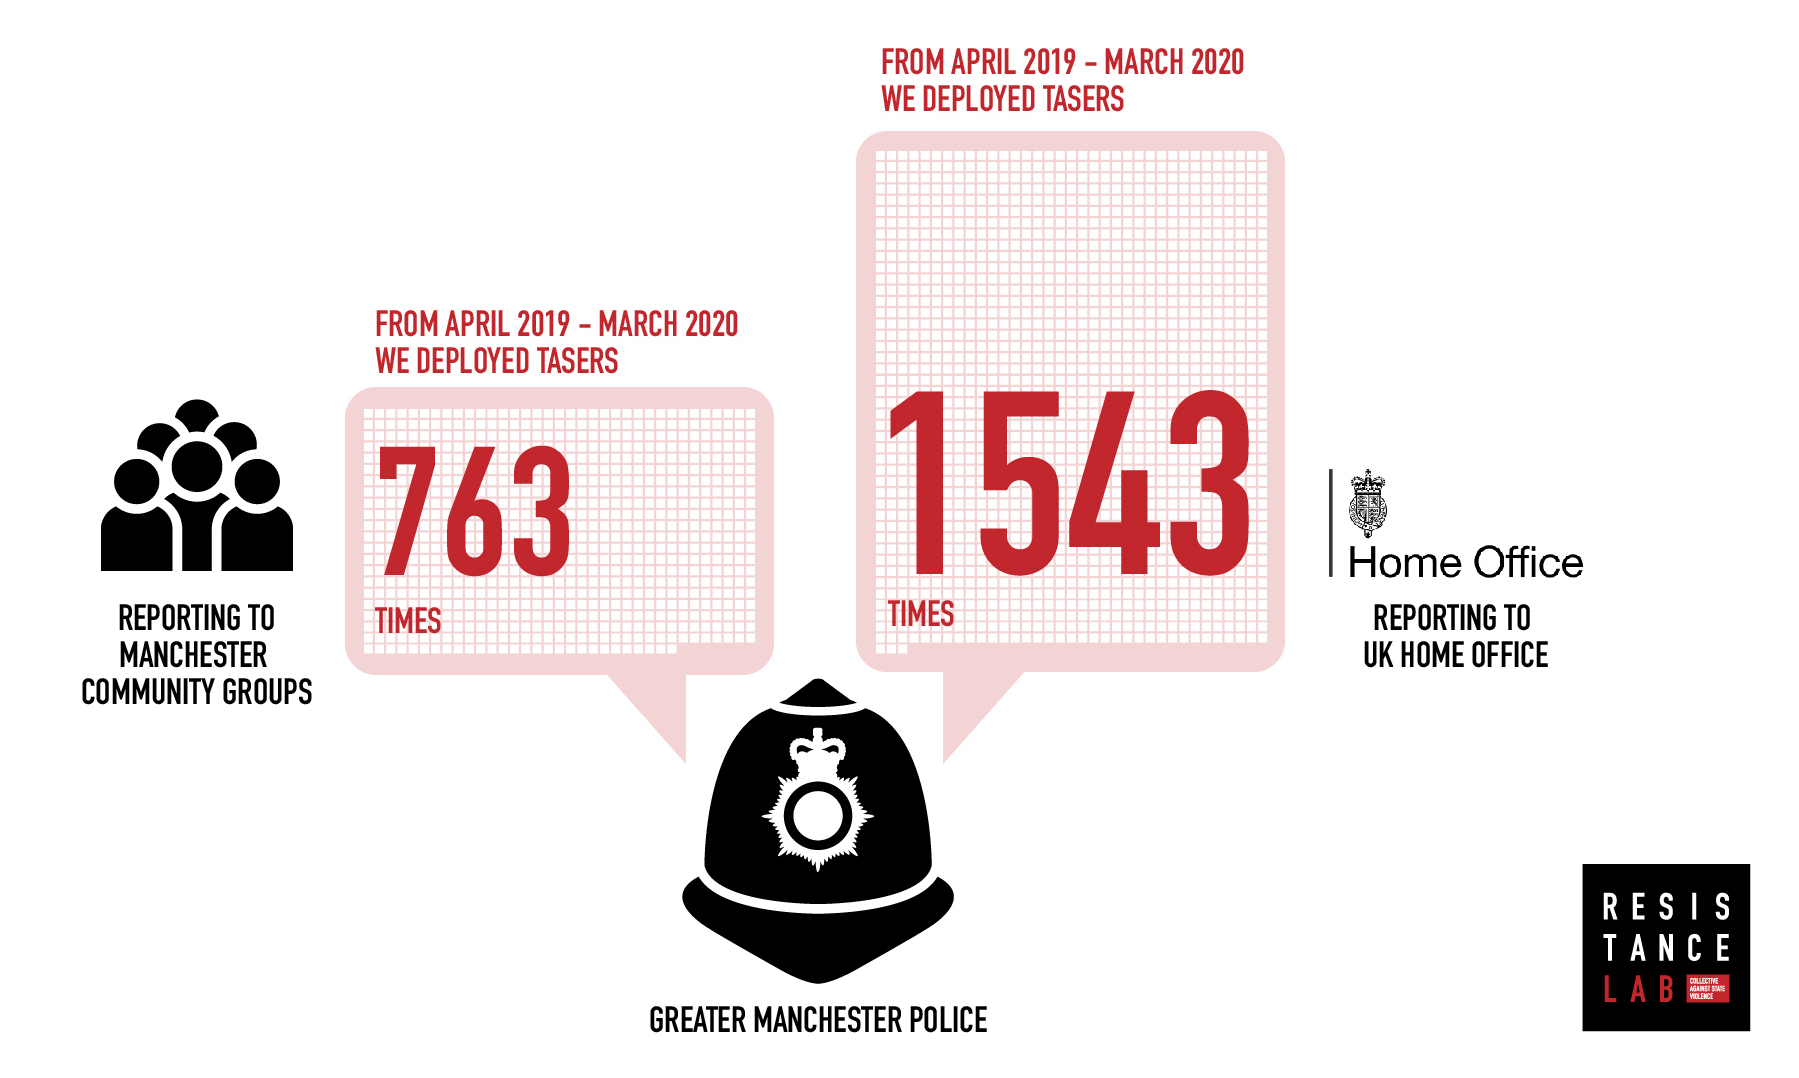 FROM APRIL 2019 - MARCH 2020
WE DEPLOYED TASERS
763
TIMES
REPORTING TO
MANCHESTER
COMMUNITY GROUPS
FROM APRIL 2019 - MARCH 2020
WE DEPLOYED TASERS
1543
TIMES
Home Office
REPORTING TO
UK HOME OFFICE
GREATER MANCHESTER POLICE
RESIS
TANCE
LAB
COLLECTIVE
AGAINST STATE
VIOLENCE